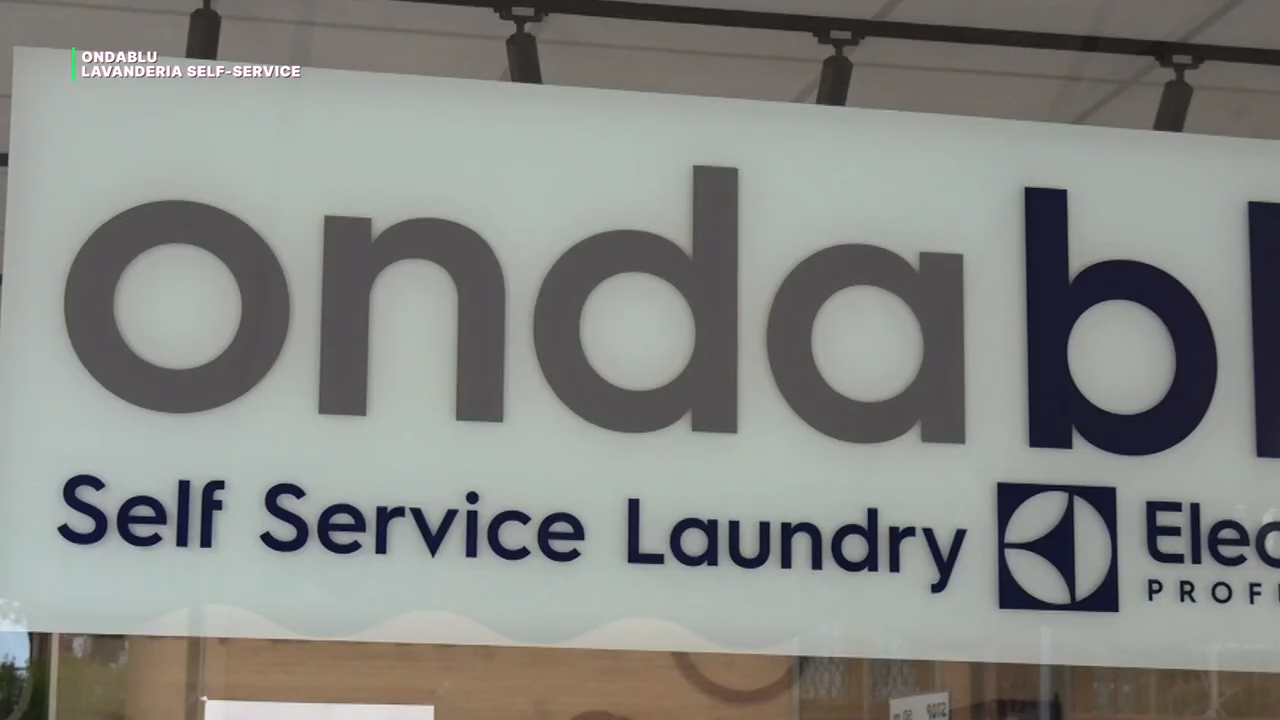 ONDABLU
LAVANDERIA SELF-SERVICE
ondabl
Self Service Laundry
Elec
PROF